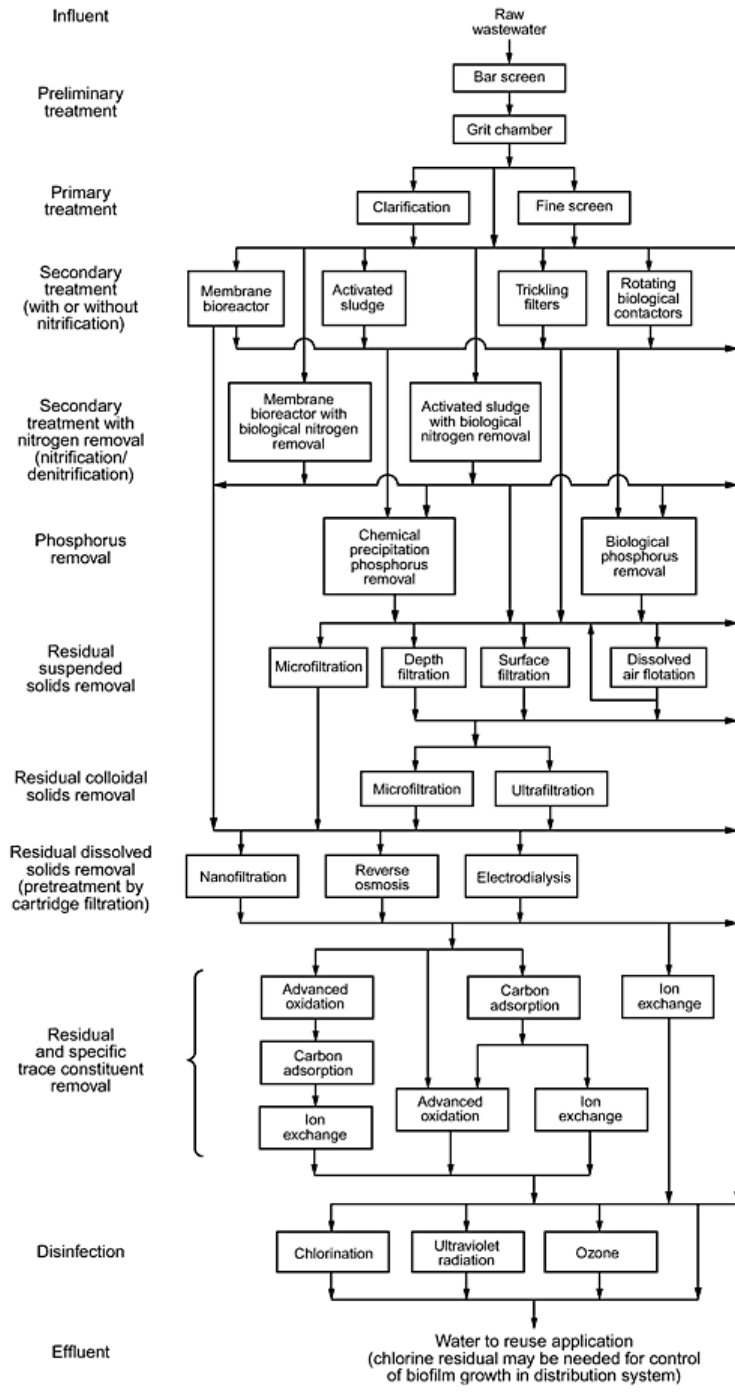 Influent
Raw
wastewater
Preliminary
treatment
Bar screen
Grit chamber
Primary
treatment
Clarification
Fine screen
Secondary
treatment
(with or without
nitrification)
Membrane
bioreactor
Activated
sludge
Trickling
filters
Rotating
biological
contactors
Secondary
treatment with
nitrogen removal
(nitrification/
denitrification)
Membrane
bioreactor with
biological nitrogen
removal
Activated sludge
with biological
nitrogen removal
Phosphorus
removal
Chemical
precipitation
phosphorus
removal
Biological
phosphorus
removal
Residual
suspended
solids removal
Microfiltration
Depth
filtration
Surface
filtration
Dissolved
air flotation
Residual colloidal
solids removal
Microfiltration
Ultrafiltration
Residual dissolved
solids removal
(pretreatment by
cartridge filtration)
Nanofiltration
Reverse
osmosis
Electrodialysis
Residual
and specific
trace constituent
removal
Advanced
oxidation
Carbon
adsorption
Ion
exchange
Carbon
adsorption
Advanced
oxidation
Ion
exchange
Ion
exchange
Disinfection
Chlorination
Ultraviolet
radiation
Ozone
Effluent
Water to reuse application
(chlorine residual may be needed for control
of biofilm growth in distribution system)